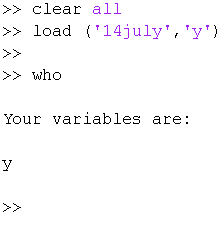 >> clear all
>> load ('14july','y')
>>
>> who
Your variables are:
y
>>